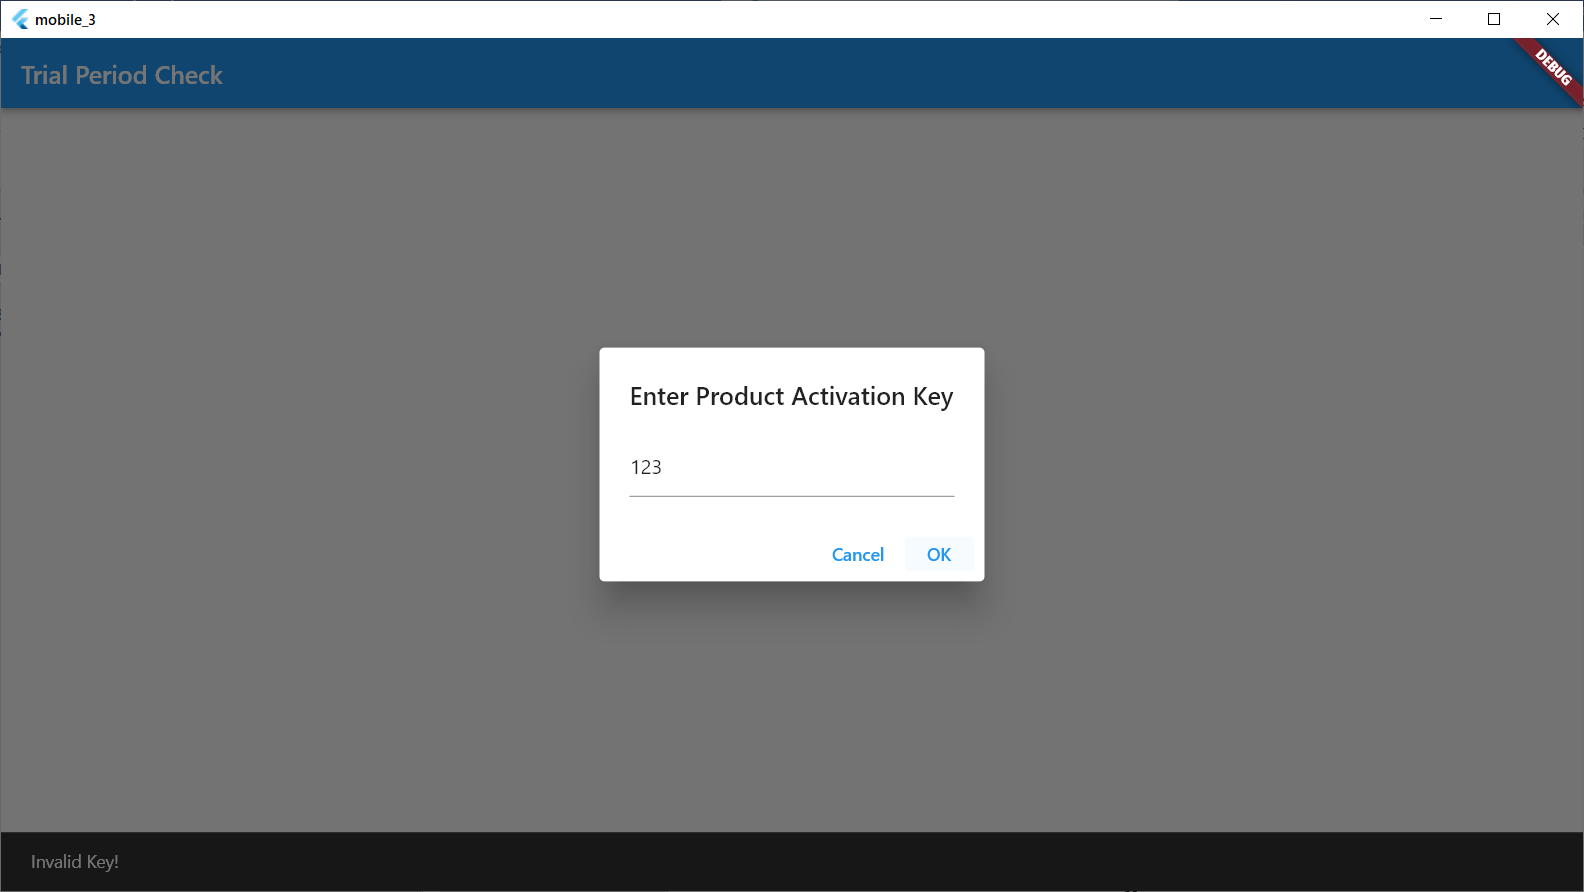 mobile_3
Trial Period Check
DEBUG
Enter Product Activation Key
123
Cancel OK
Invalid Key!